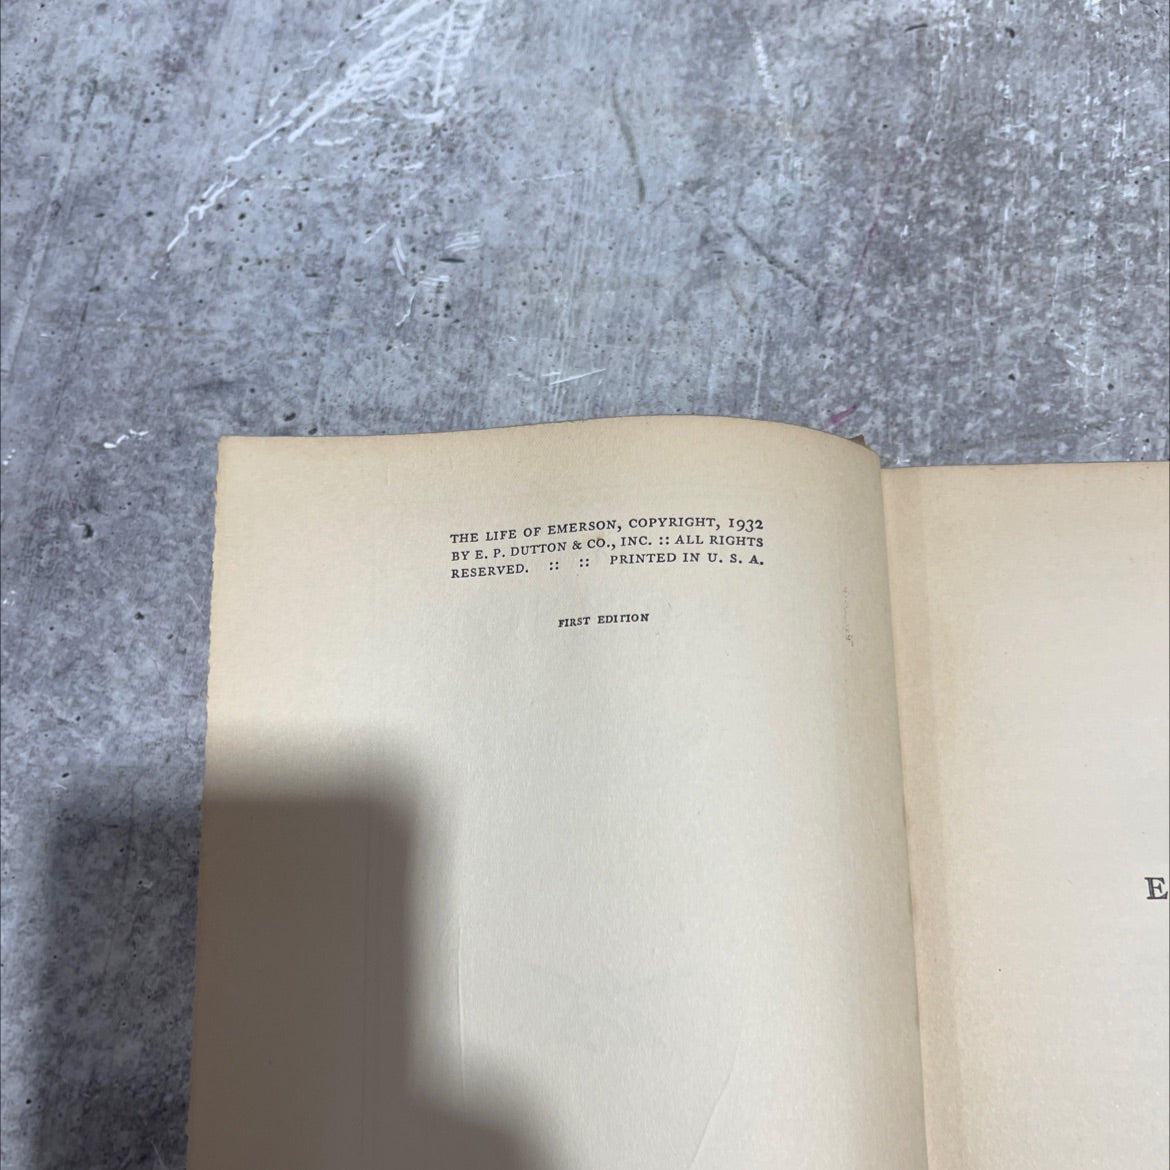 THE LIFE OF EMERSON, COPYRIGHT, 1932
BY E. P. DUTTON & CO., INC. :: ALL RIGHTS
RESERVED. :: :: PRINTED IN U. S. A.
FIRST EDITION
E